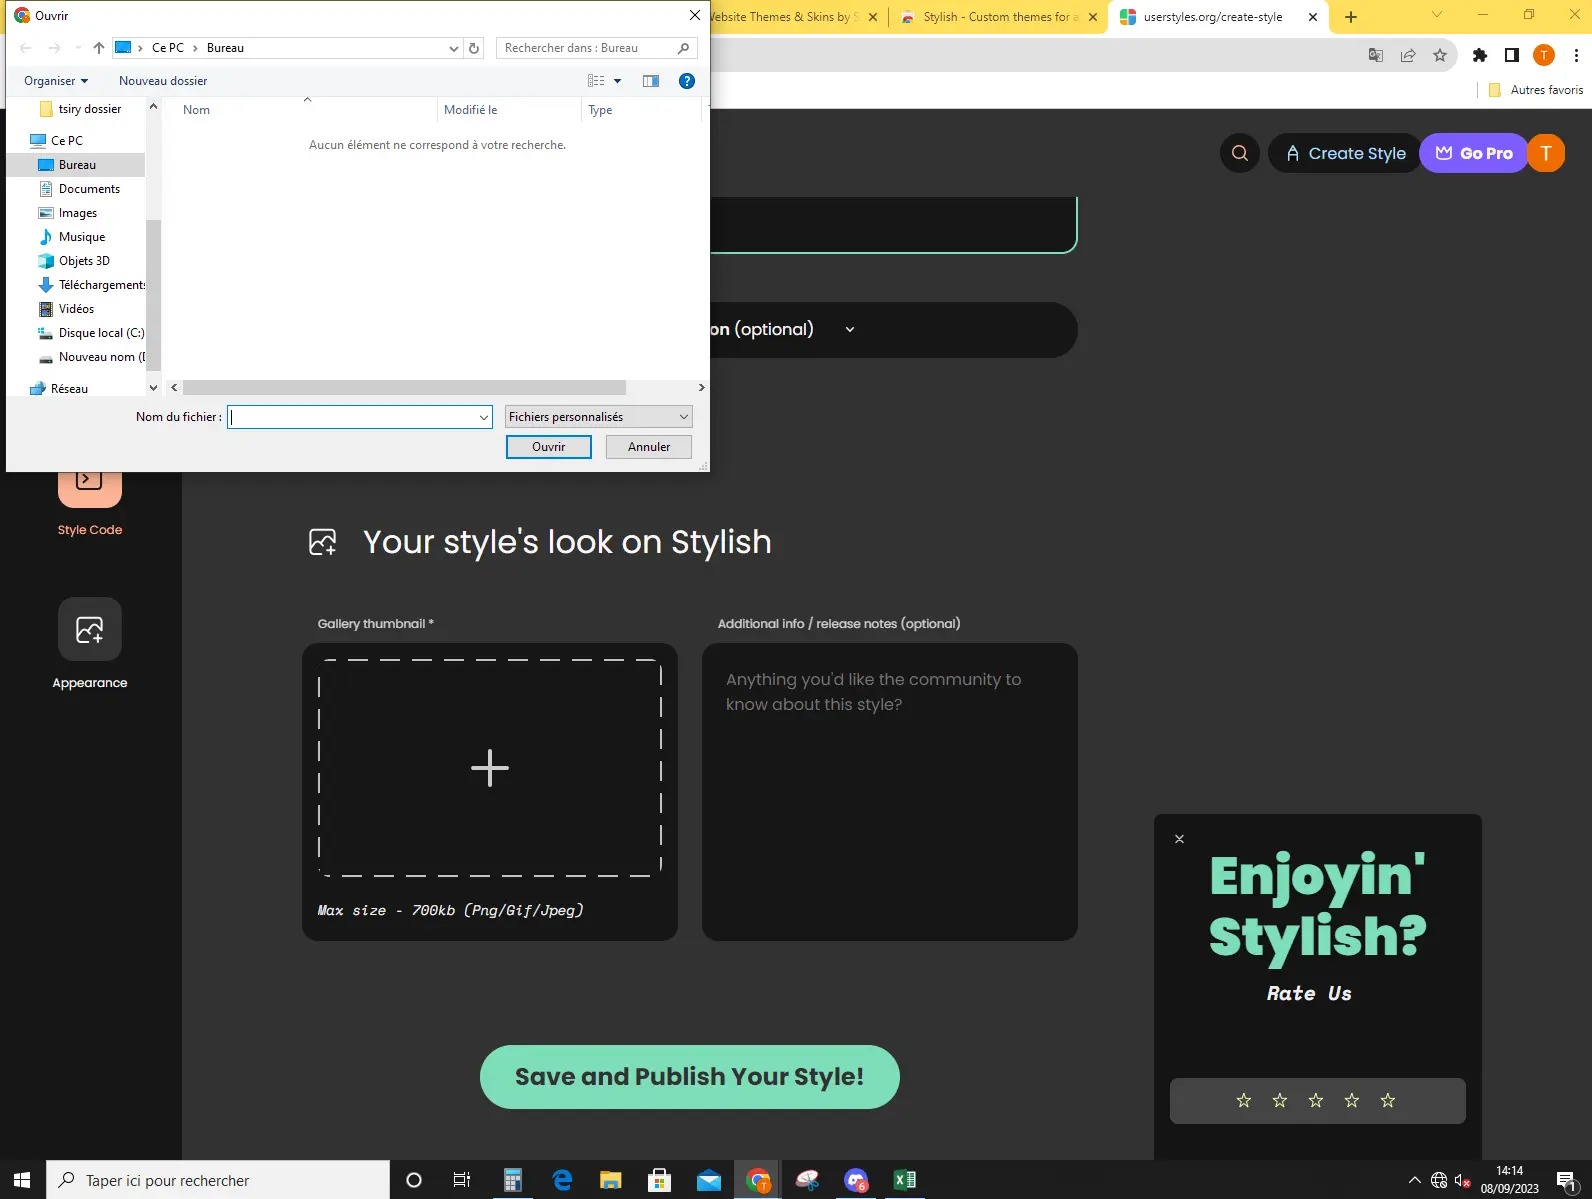 Ouvrir
Website Themes & Skins by S
Stylish - Custom themes for a
userstyles.org/create-style
Ce PC
Bureau
Rechercher dans : Bureau
T
Autres favoris
Organiser
Nouveau dossier
tsiry dossier
Ce PC
Bureau
Documents
Images
Musique
Objets 3D
Téléchargements
Vidéos
Disque local (C:)
Nouveau nom (D
Réseau
Nom
Modifié le
Type
Aucun élément ne correspond à votre recherche.
Nom du fichier :
Fichiers personnalisés
Ouvrir
Annuler
Create Style
Go Pro
T
on (optional)
Style Code
Appearance
Your style's look on Stylish
Gallery thumbnail *
Max size - 700kb (Png/Gif/Jpeg)
Additional info / release notes (optional)
Anything you'd like the community to
know about this style?
Save and Publish Your Style!
Enjoyin'
Stylish?
Rate Us
Taper ici pour rechercher
T
6
14:14
08/09/2023
1